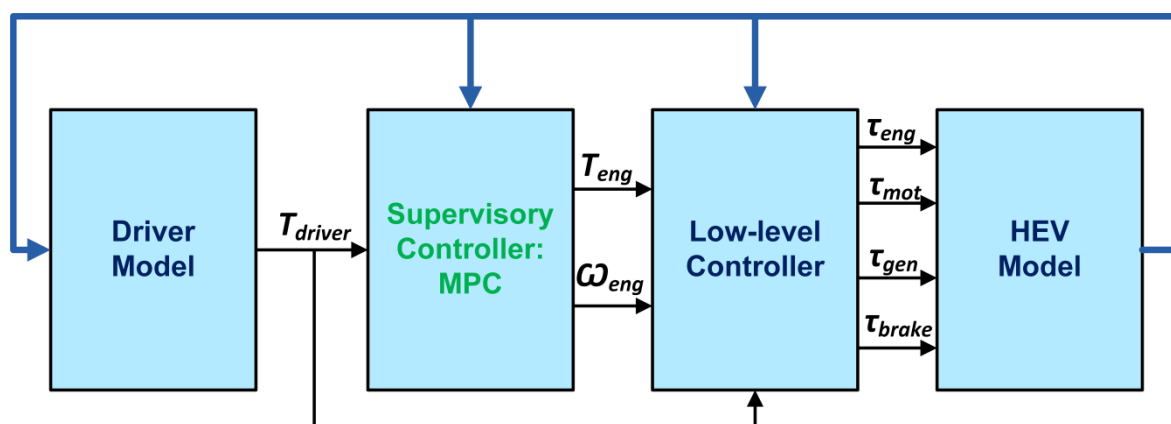 Driver
Model
T_driver
Supervisory
Controller:
MPC
T_eng
ω_eng
Low-level
Controller
τ_eng
τ_mot
τ_gen
τ_brake
HEV
Model